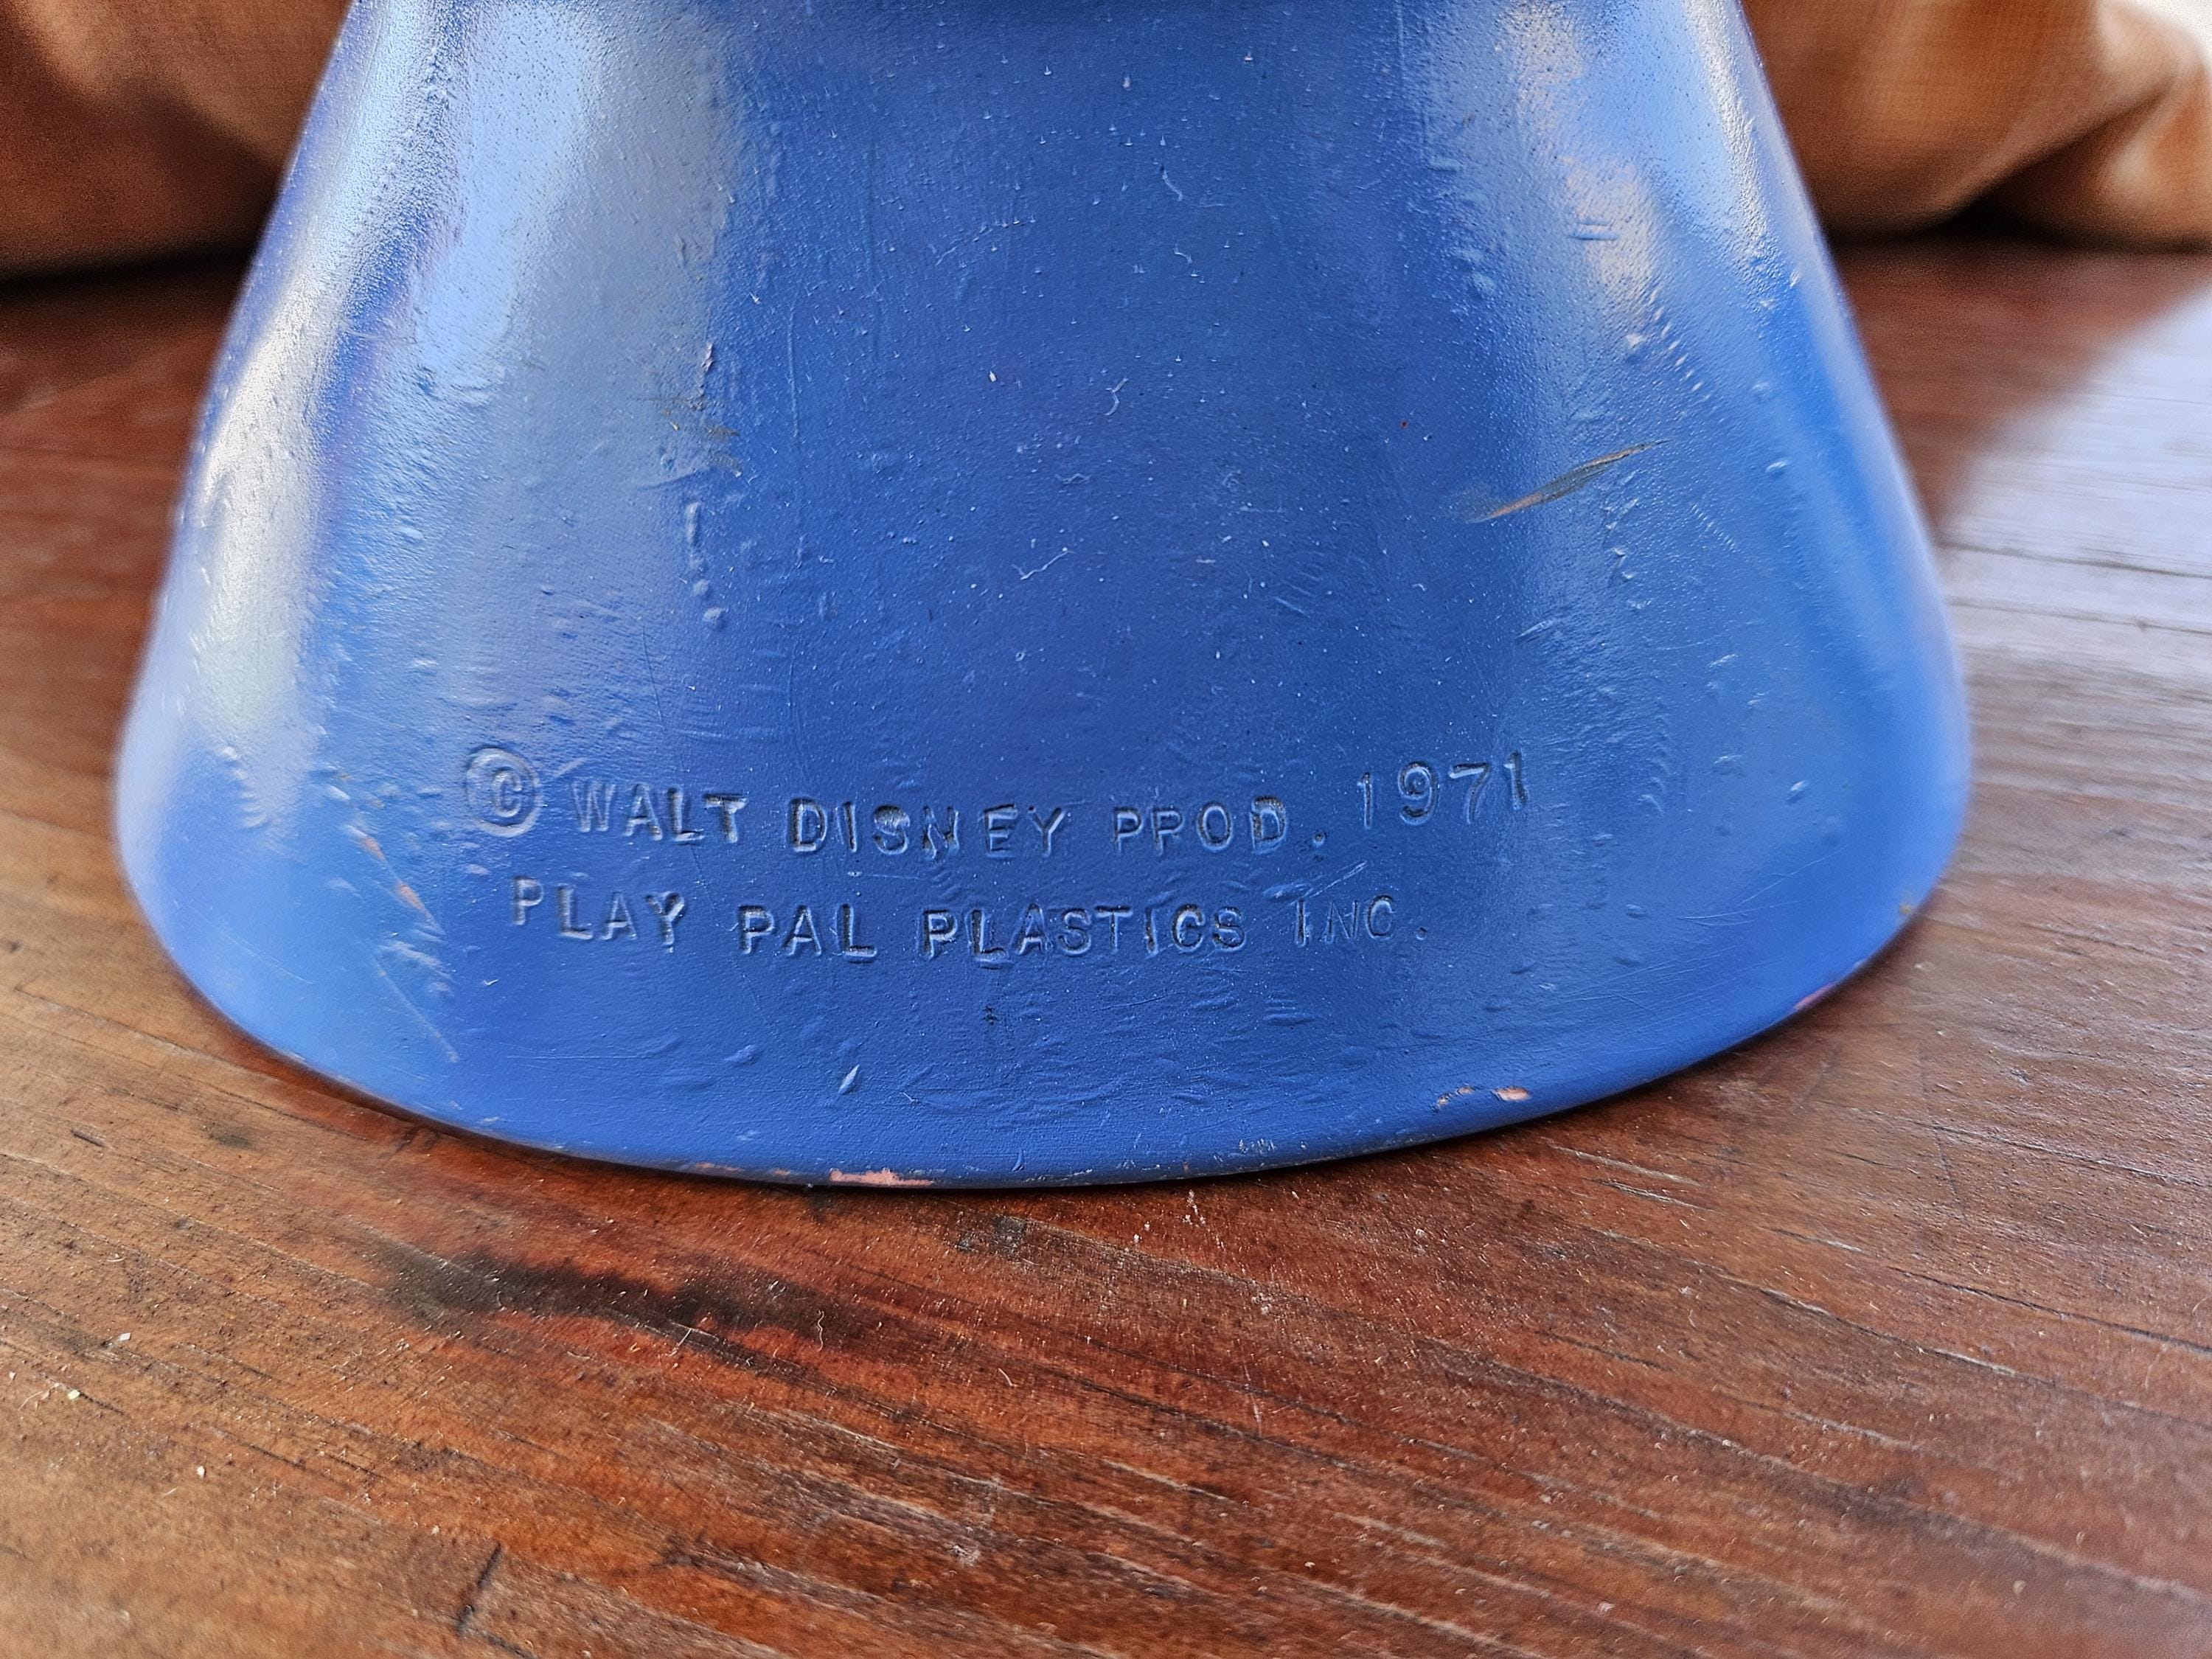 © WALT DISNEY PROD. 1971
PLAY PAL PLASTICS INC.